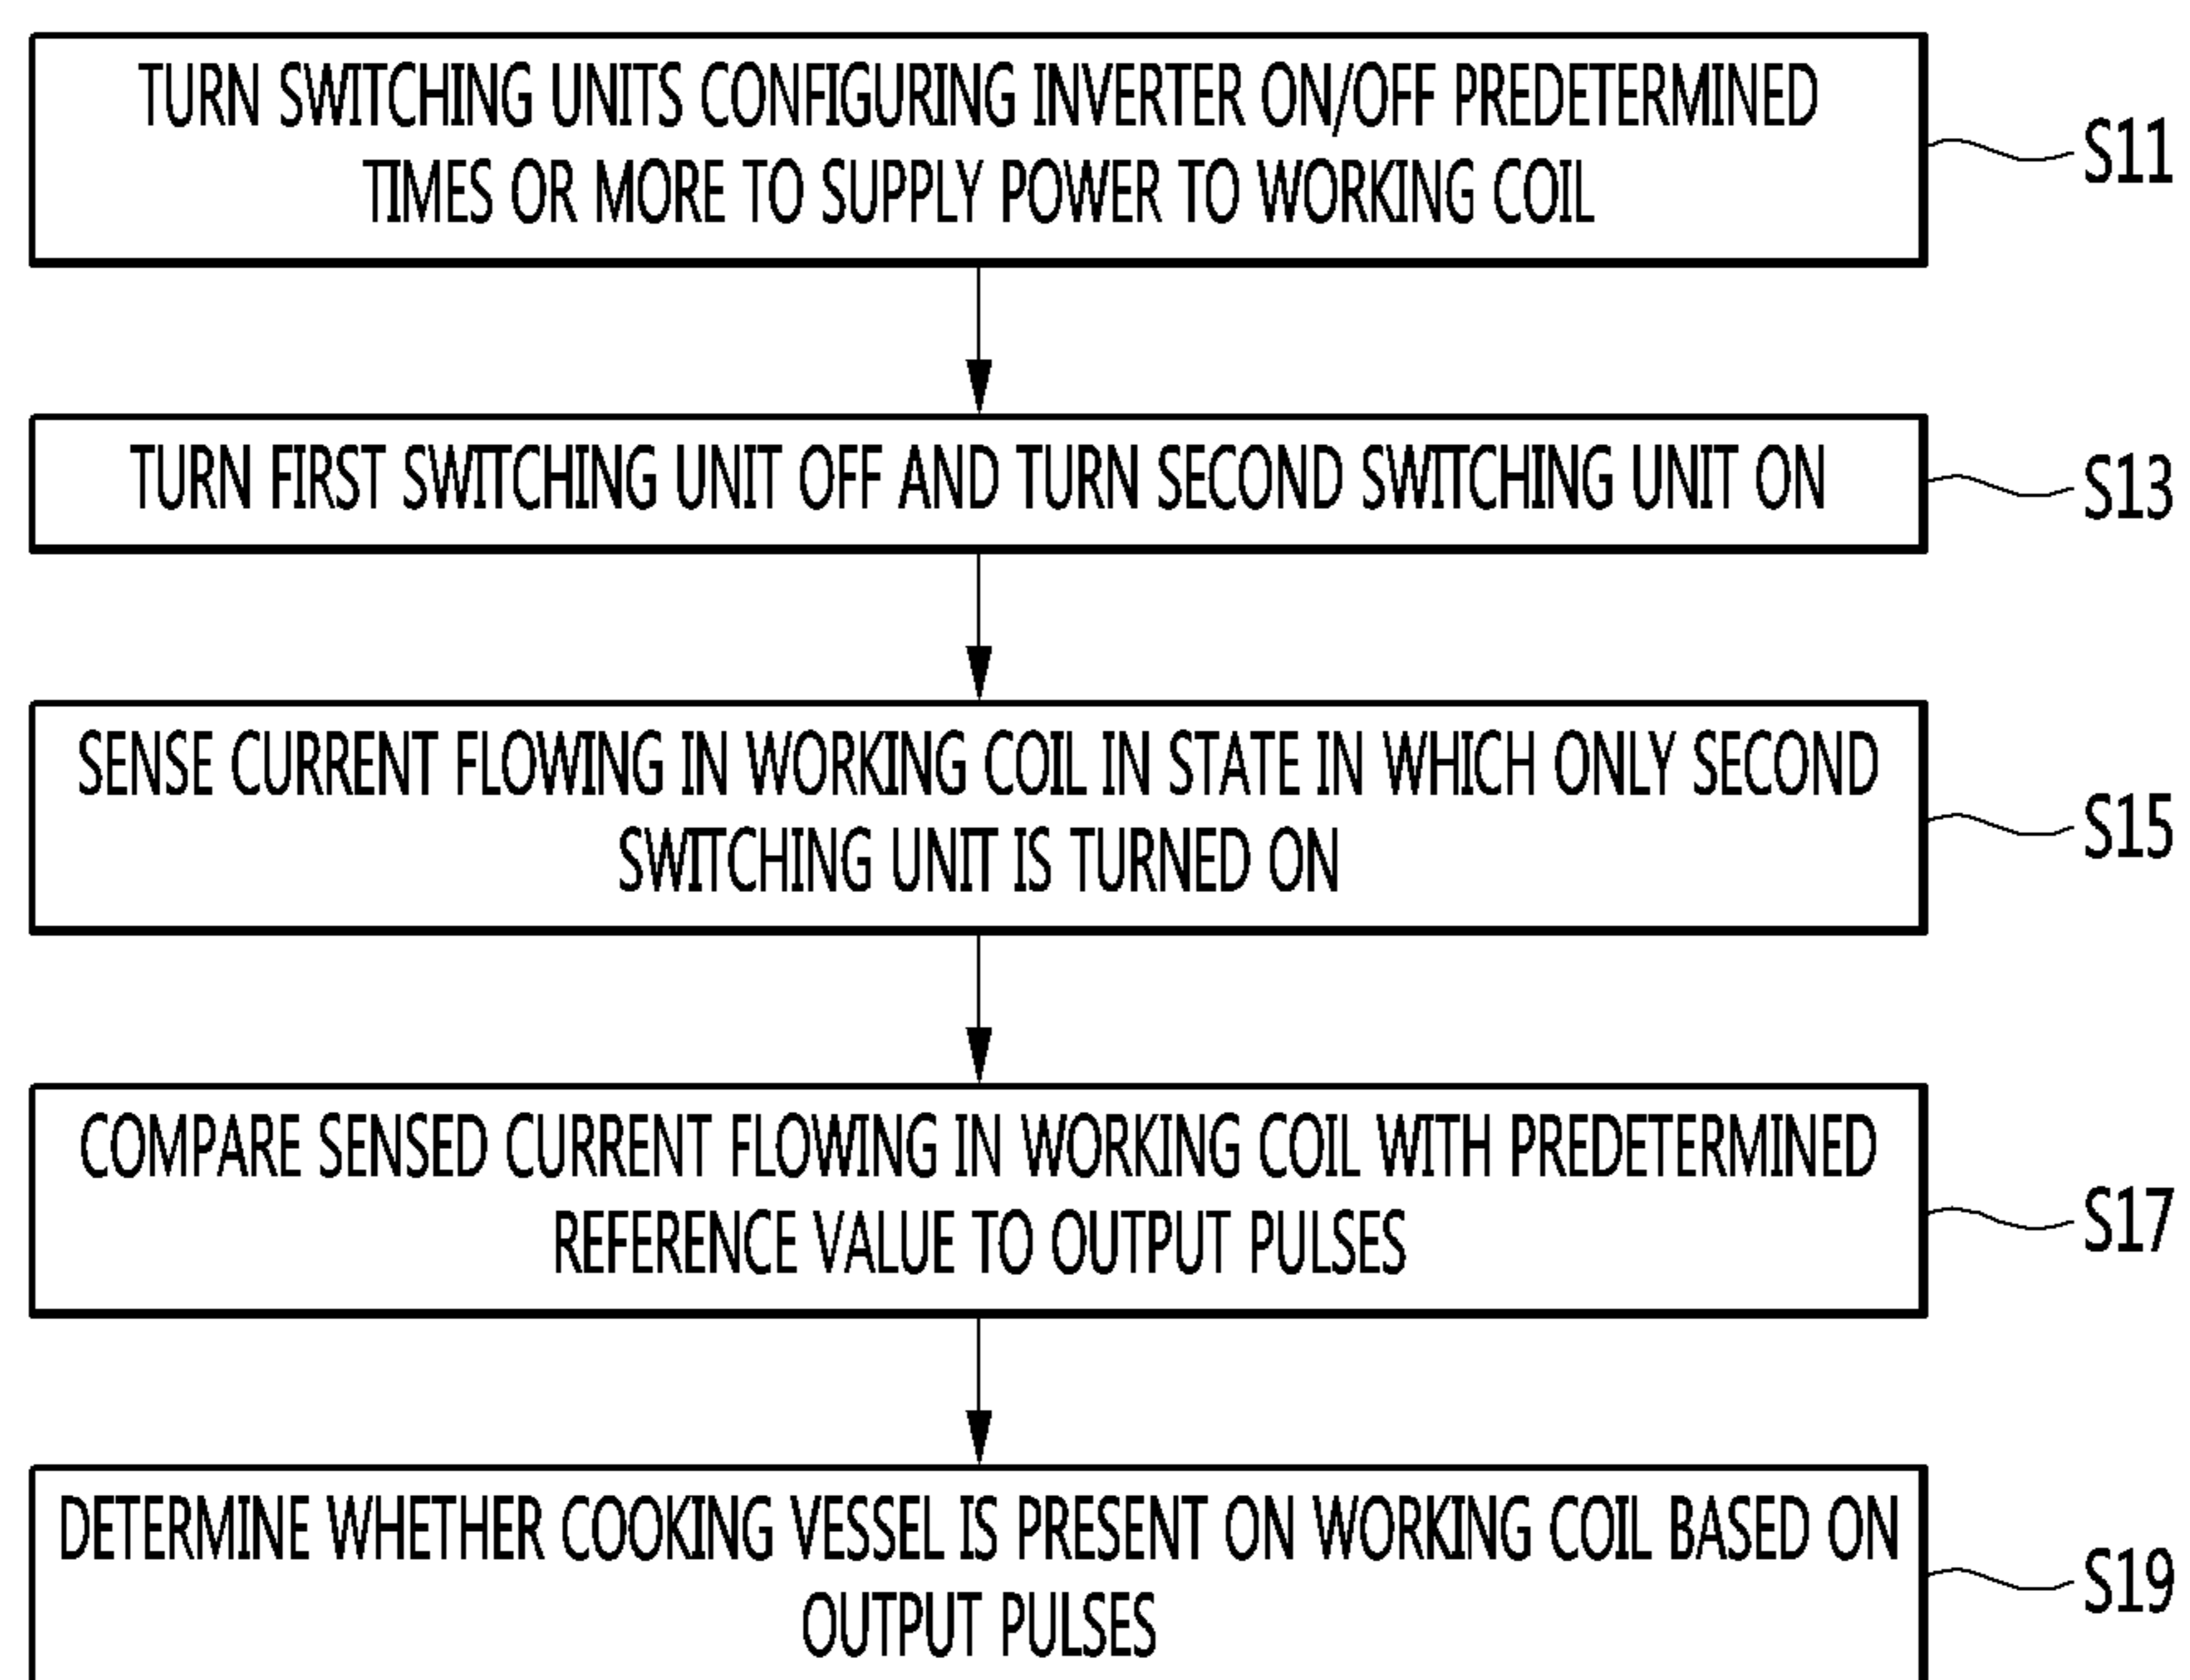 TURN SWITCHING UNITS CONFIGURING INVERTER ON/OFF PREDETERMINED
TIMES OR MORE TO SUPPLY POWER TO WORKING COIL
S11
TURN FIRST SWITCHING UNIT OFF AND TURN SECOND SWITCHING UNIT ON
S13
SENSE CURRENT FLOWING IN WORKING COIL IN STATE IN WHICH ONLY SECOND
SWITCHING UNIT IS TURNED ON
S15
COMPARE SENSED CURRENT FLOWING IN WORKING COIL WITH PREDETERMINED
REFERENCE VALUE TO OUTPUT PULSES
S17
DETERMINE WHETHER COOKING VESSEL IS PRESENT ON WORKING COIL BASED ON
OUTPUT PULSES
S19